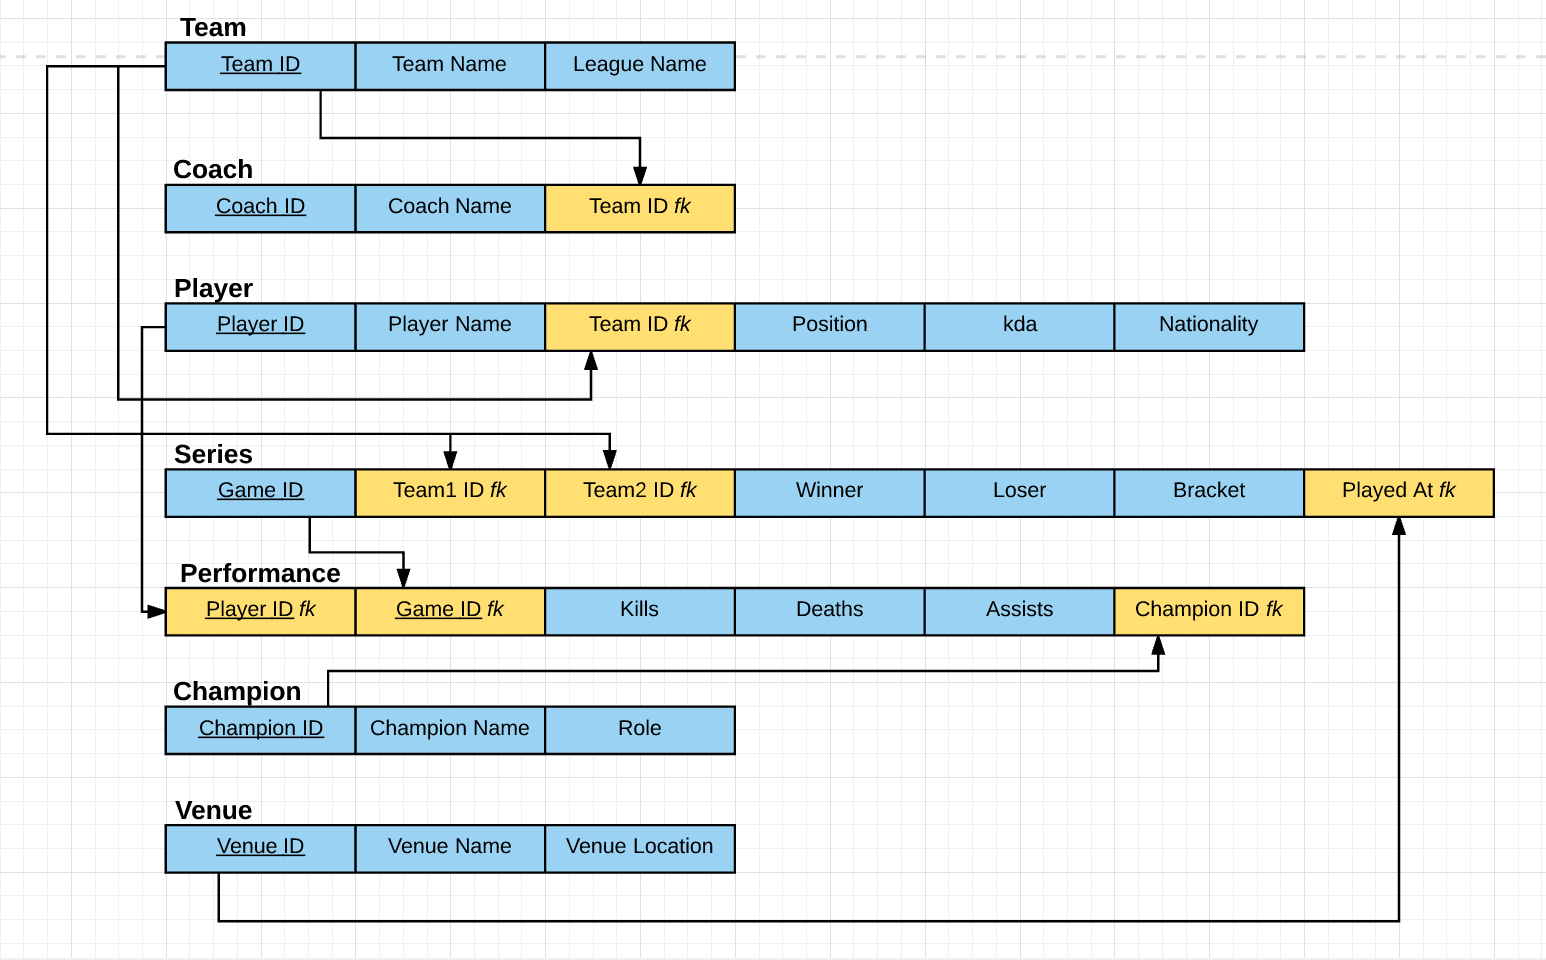 Team
Team ID Team Name League Name
Coach
Coach ID Coach Name Team ID fk
Player
Player ID Player Name Team ID fk Position kda Nationality
Series
Game ID Team1 ID fk Team2 ID fk Winner Loser Bracket Played At fk
Performance
Player ID fk Game ID fk Kills Deaths Assists Champion ID fk
Champion
Champion ID Champion Name Role
Venue
Venue ID Venue Name Venue Location